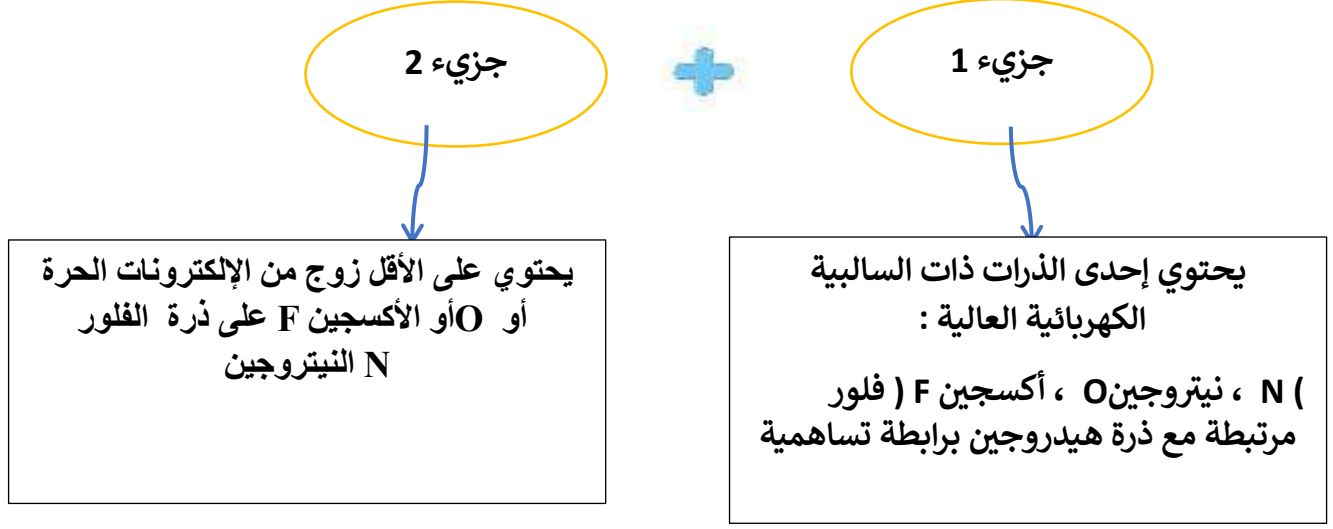 جزيء 1
جزيء 2
يحتوي إحدى الذرات ذات السالبية
الكهربائية العالية :
( فلور F أكسجين ، O نيتروجين ، N )
مرتبطة مع ذرة هيدروجين برابطة تساهمية
يحتوي على الأقل زوج من الإلكترونات الحرة
على ذرة الفلور F أو الأكسجين O أو
النيتروجين N